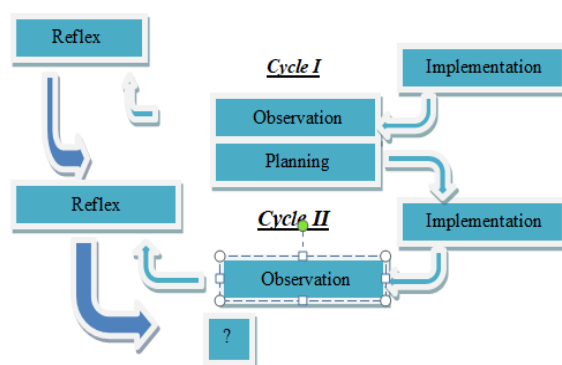 Reflex
Cycle I
Implementation
Observation
Planning
Reflex
Cycle II
Implementation
Observation
?